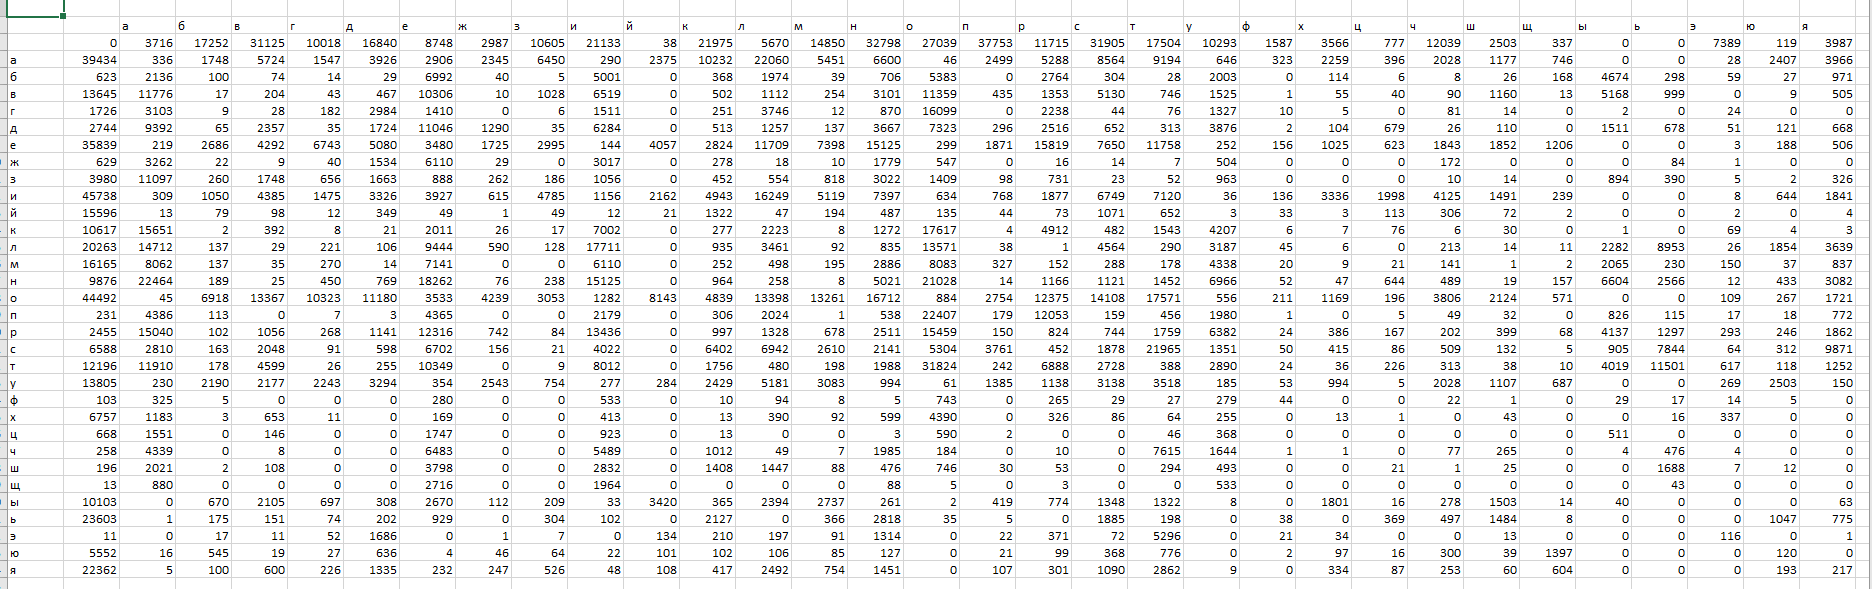 а б в г д е ж з и й к л м н о п р с т у ф х ц ч ш щ ы ь э ю я
0 3716 17252 31125 10018 16840 8748 2987 10605 21133 38 21975 5670 14850 32798 27039 37753 11715 31905 17504 10293 1587 3566 777 12039 2503 337 0 0 7389 119 3987
а 39434 336 1748 5724 1547 3926 2906 2345 6450 290 2375 10232 22060 5451 6600 46 2499 5288 8564 9194 646 323 2259 396 2028 1177 746 0 0 28 2407 3966
б 623 2136 100 74 14 29 6992 40 5 5001 0 368 1974 39 706 5383 0 2764 304 28 2003 0 114 6 8 26 168 4674 298 59 27 971
в 13645 11776 17 204 43 467 10306 10 1028 6519 0 502 1112 254 3101 11359 435 1353 5130 746 1525 1 55 40 90 1160 13 5168 999 0 9 505
г 1726 3103 9 28 182 2984 1410 0 6 1511 0 251 3746 12 870 16099 0 2238 44 76 1327 10 5 0 81 14 0 2 0 24 0 0
д 2744 9392 65 2357 35 1724 11046 1290 35 6284 0 513 1257 137 3667 7323 296 2516 652 313 3876 2 104 679 26 110 0 1511 678 51 121 668
е 35839 219 2686 4292 6743 5080 3480 1725 2995 144 4057 2824 11709 7398 15125 299 1871 15819 7650 11758 252 156 1025 623 1843 1852 1206 0 0 3 188 506
ж 629 3262 22 9 40 1534 6110 29 0 3017 0 278 18 10 1779 547 0 16 14 7 504 0 0 0 172 0 0 0 84 1 0 0
з 3980 11097 260 1748 656 1663 888 262 186 1056 0 452 554 818 3022 1409 98 731 23 52 963 0 0 0 10 14 0 894 390 5 2 326
и 45738 309 1050 4385 1475 3326 3927 615 4785 1156 2162 4943 16249 5119 7397 634 768 1877 6749 7120 36 136 3336 1998 4125 1491 239 0 0 8 644 1841
й 15596 13 79 98 12 349 49 1 49 12 21 1322 47 194 487 135 44 73 1071 652 3 33 3 113 306 72 2 0 0 2 0 4
к 10617 15651 2 392 8 21 2011 26 17 7002 0 277 2223 8 1272 17617 4 4912 482 1543 4207 6 7 76 6 30 0 1 0 69 4 3
л 20263 14712 137 29 221 106 9444 590 128 17711 0 935 3461 92 835 13571 38 1 4564 290 3187 45 6 0 213 14 11 2282 8953 26 1854 3639
м 16165 8062 137 35 270 14 7141 0 0 6110 0 252 498 195 2886 8083 327 152 288 178 4338 20 9 21 141 1 2 2065 230 150 37 837
н 9876 22464 189 25 450 769 18262 76 238 15125 0 964 258 8 5021 21028 14 1166 1121 1452 6966 52 47 644 489 19 157 6604 2566 12 433 3082
о 44492 45 6918 13367 10323 11180 3533 4239 3053 1282 8143 4839 13398 13261 16712 884 2754 12375 14108 17571 556 211 1169 196 3806 2124 571 0 0 109 267 1721
п 231 4386 113 0 7 3 4365 0 0 2179 0 306 2024 1 538 22407 179 12053 159 456 1980 1 0 5 49 32 0 826 115 17 18 772
р 2455 15040 102 1056 268 1141 12316 742 84 13436 0 997 1328 678 2511 15459 150 824 744 1759 6382 24 386 167 202 399 68 4137 1297 293 246 1862
с 6588 2810 163 2048 91 598 6702 156 21 4022 0 6402 6942 2610 2141 5304 3761 452 1878 21965 1351 50 415 86 509 132 5 905 7844 64 312 9871
т 12196 11910 178 4599 26 255 10349 0 9 8012 0 1756 480 198 1988 31824 242 6888 2728 388 2890 24 36 226 313 38 10 4019 11501 617 118 1252
у 13805 230 2190 2177 2243 3294 354 2543 754 277 284 2429 5181 3083 994 61 1385 1138 3138 3518 185 53 994 5 2028 1107 687 0 0 269 2503 150
ф 103 325 5 0 0 0 280 0 0 533 0 10 94 8 5 743 0 265 29 27 279 44 0 0 22 1 0 29 17 14 5 0
х 6757 1183 3 653 11 0 169 0 0 413 0 13 390 92 599 4390 0 326 86 64 255 0 13 1 0 43 0 0 16 337 0 0
ц 668 1551 0 146 0 0 1747 0 0 923 0 13 0 0 3 590 2 0 0 46 368 0 0 0 0 0 0 511 0 0 0 0
ч 258 4339 0 8 0 0 6483 0 0 5489 0 1012 49 7 1985 184 0 10 0 7615 1644 1 1 0 77 265 0 4 476 4 0 0
ш 196 2021 2 108 0 0 3798 0 0 2832 0 1408 1447 88 476 746 30 53 0 294 493 0 0 21 1 25 0 0 1688 7 12 0
щ 13 880 0 0 0 0 2716 0 0 1964 0 0 0 0 88 5 0 3 0 0 533 0 0 0 0 0 0 0 43 0 0 0
ы 10103 0 670 2105 697 308 2670 112 209 33 3420 365 2394 2737 261 2 419 774 1348 1322 8 0 1801 16 278 1503 14 40 0 0 0 63
ь 23603 1 175 151 74 202 929 0 304 102 0 2127 0 366 2818 35 5 0 1885 198 0 38 0 369 497 1484 8 0 0 0 1047 775
э 11 0 17 11 52 1686 0 1 7 0 134 210 197 91 1314 0 22 371 72 5296 0 21 34 0 0 13 0 0 0 116 0 1
ю 5552 16 545 19 27 636 4 46 64 22 101 102 106 85 127 0 21 99 368 776 0 2 97 16 300 39 1397 0 0 0 120 0
я 22362 5 100 600 226 1335 232 247 526 48 108 417 2492 754 1451 0 107 301 1090 2862 9 0 334 87 253 60 604 0 0 0 193 217